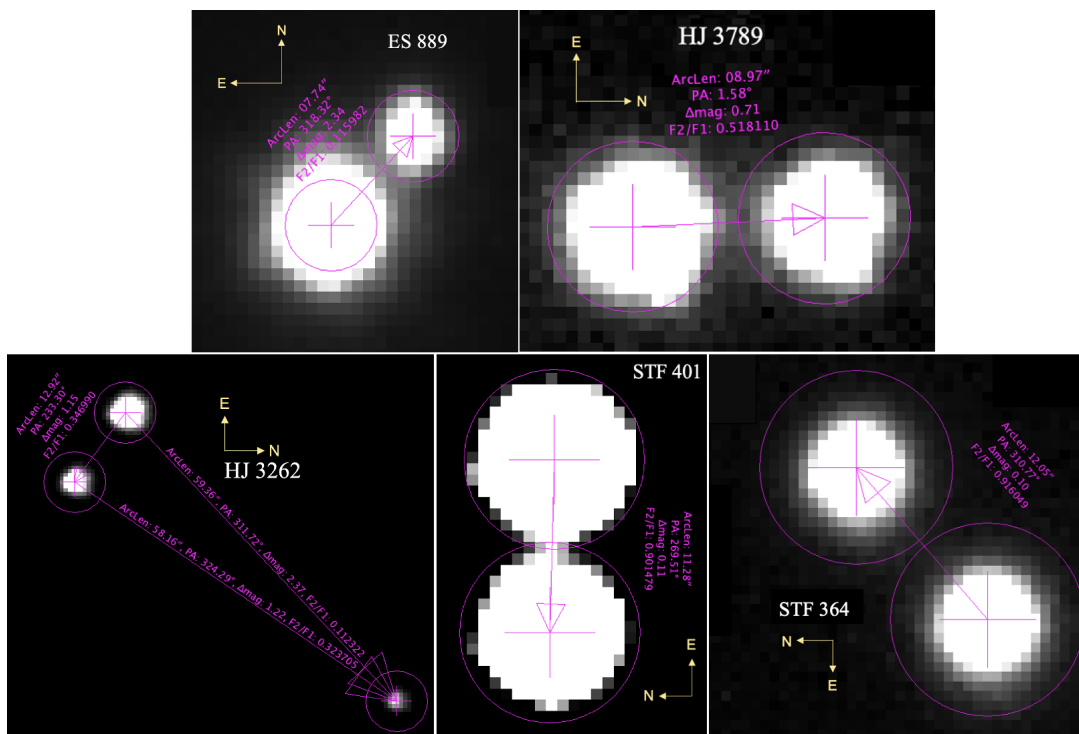 N
E
ES 889
ArcLen: 07.74″
PA: 318.32°
Δmag: 2.34
F2/F1: 0.115982
E
N
HJ 3789
ArcLen: 08.97″
PA: 1.58°
Δmag: 0.71
F2/F1: 0.518110
ArcLen: 12.92″
PA: 233.30°
Δmag: 1.15
F2/F1: 0.346990
E
N
HJ 3262
ArcLen: 59.36″, PA: 311.72°, Δmag: 2.37, F2/F1: 0.112322
ArcLen: 58.16″, PA: 324.29°, Δmag: 1.22, F2/F1: 0.323705
STF 401
ArcLen: 11.28″
PA: 269.51°
Δmag: 0.11
F2/F1: 0.901479
E
N
ArcLen: 12.05″
PA: 310.77°
Δmag: 0.10
F2/F1: 0.916049
STF 364
N
E